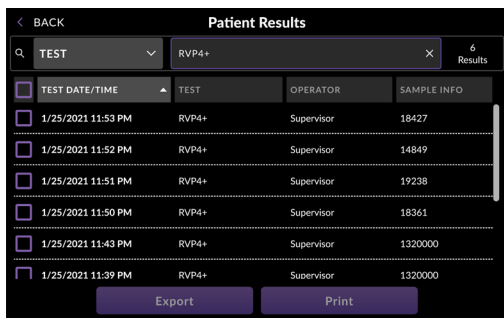 BACK Patient Results
TEST RVP4+ 6
Results
TEST DATE/TIME TEST OPERATOR SAMPLE INFO
1/25/2021 11:53 PM RVP4+ Supervisor 18427
1/25/2021 11:52 PM RVP4+ Supervisor 14849
1/25/2021 11:51 PM RVP4+ Supervisor 19238
1/25/2021 11:50 PM RVP4+ Supervisor 18361
1/25/2021 11:43 PM RVP4+ Supervisor 1320000
1/25/2021 11:39 PM RVP4+ Supervisor 1320000
Export Print